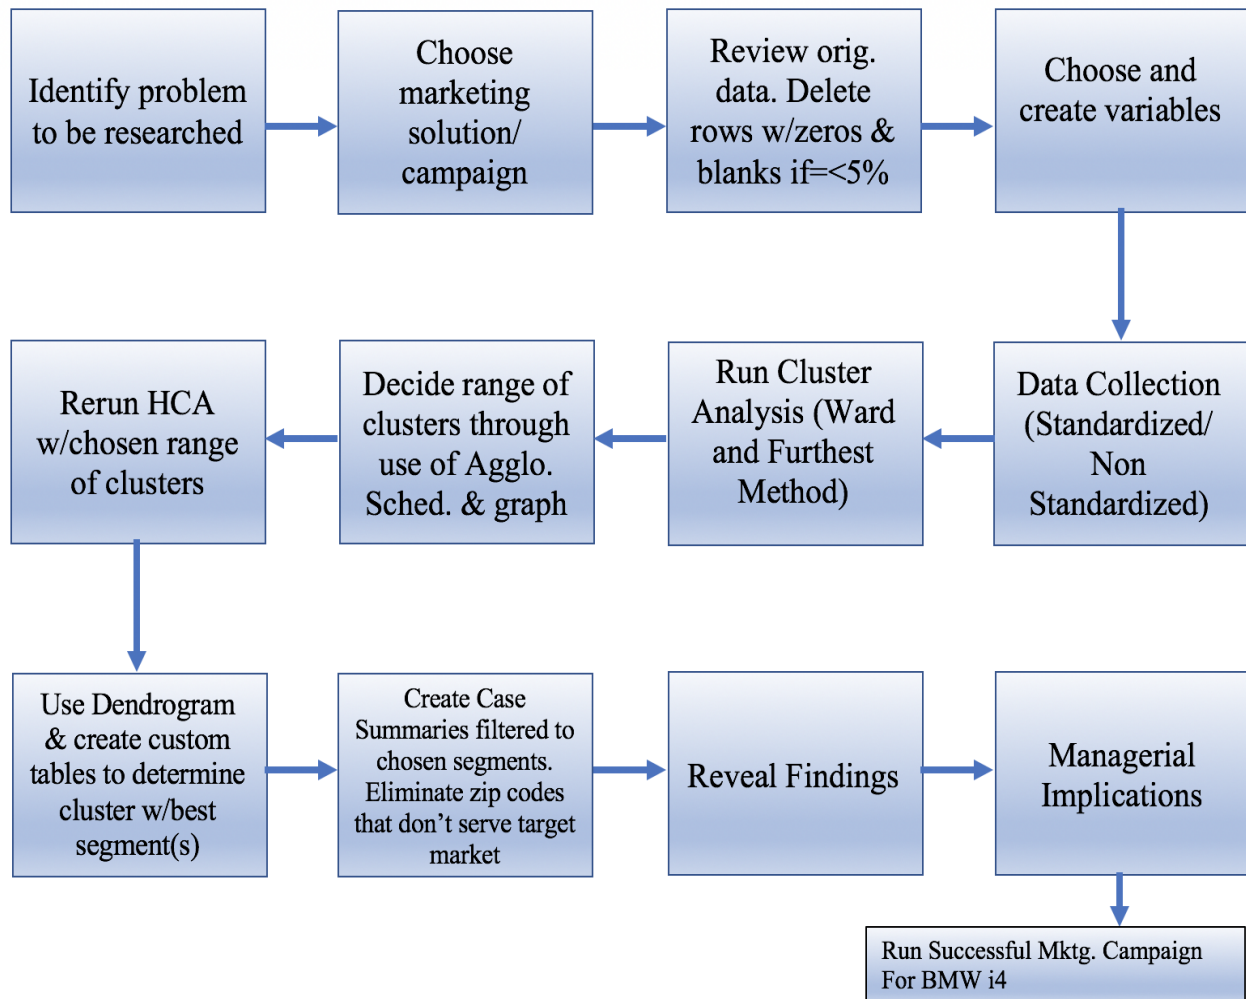 Identify problem
to be researched
Choose
marketing
solution/
campaign
Review orig.
data. Delete
rows w/zeros &
blanks if=<5%
Choose and
create variables
Data Collection
(Standardized/
Non
Standardized)
Run Cluster
Analysis (Ward
and Furthest
Method)
Decide range of
clusters through
use of Agglo.
Sched. & graph
Rerun HCA
w/chosen range
of clusters
Use Dendrogram
& create custom
tables to determine
cluster w/best
segment(s)
Create Case
Summaries filtered to
chosen segments.
Eliminate zip codes
that don’t serve target
market
Reveal Findings
Managerial
Implications
Run Successful Mktg. Campaign
For BMW i4